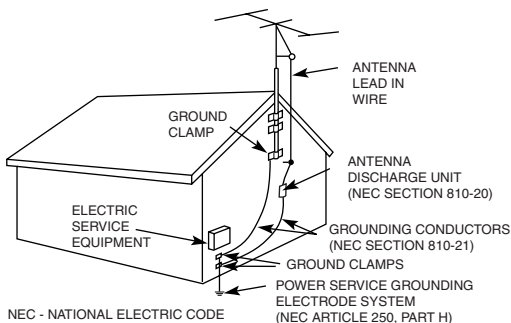 ANTENNA
LEAD IN
WIRE
GROUND
CLAMP
ANTENNA
DISCHARGE UNIT
(NEC SECTION 810-20)
ELECTRIC
SERVICE
EQUIPMENT
GROUNDING CONDUCTORS
(NEC SECTION 810-21)
GROUND CLAMPS
POWER SERVICE GROUNDING
ELECTRODE SYSTEM
(NEC ARTICLE 250, PART H)
NEC - NATIONAL ELECTRIC CODE